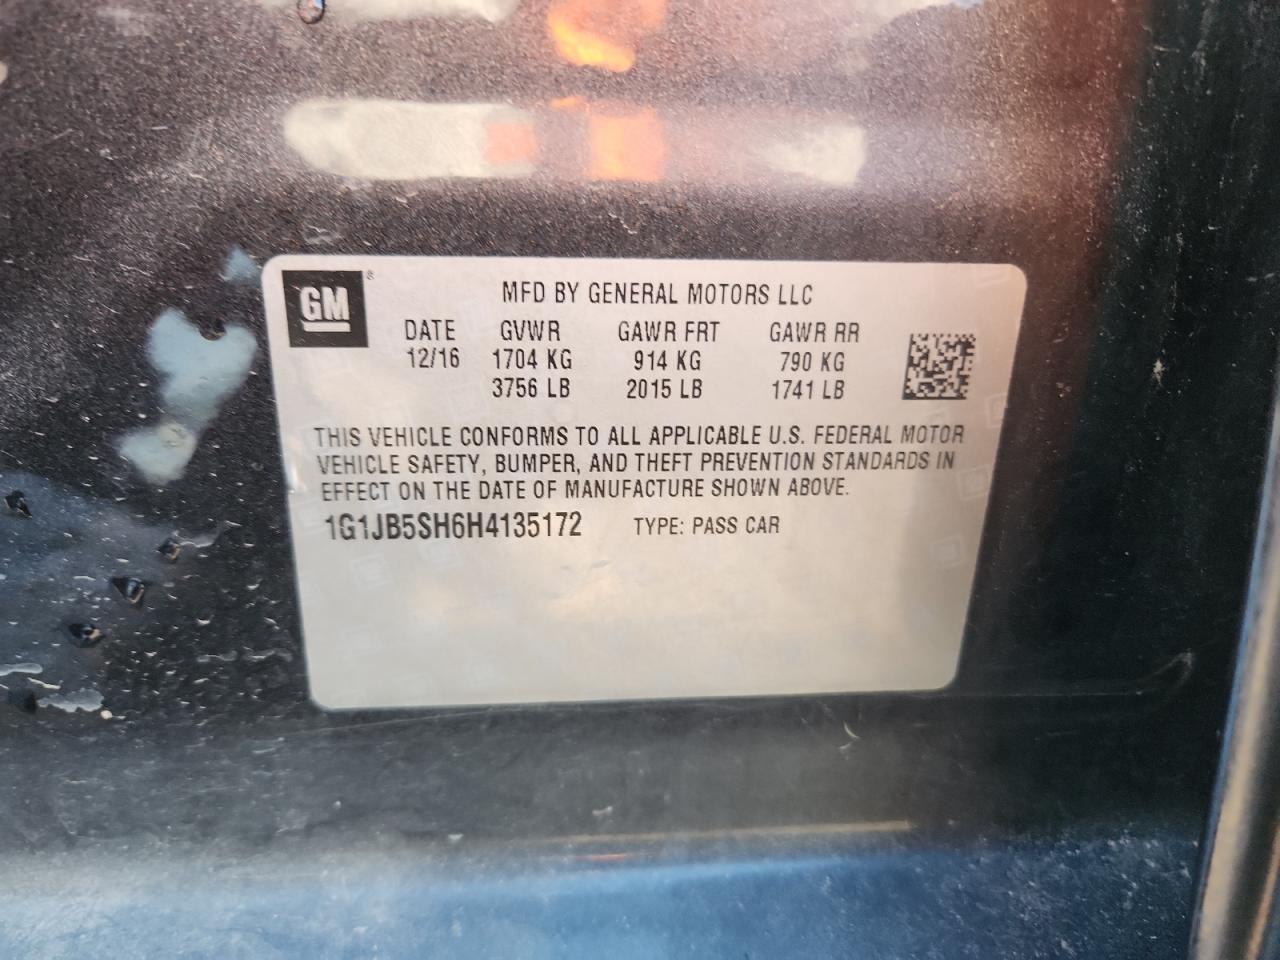 GM ®
MFD BY GENERAL MOTORS LLC
DATE GVWR GAWR FRT GAWR RR
12/16 1704 KG 914 KG 790 KG
3756 LB 2015 LB 1741 LB
THIS VEHICLE CONFORMS TO ALL APPLICABLE U.S. FEDERAL MOTOR
VEHICLE SAFETY, BUMPER, AND THEFT PREVENTION STANDARDS IN
EFFECT ON THE DATE OF MANUFACTURE SHOWN ABOVE.
1G1JB5SH6H4135172 TYPE: PASS CAR